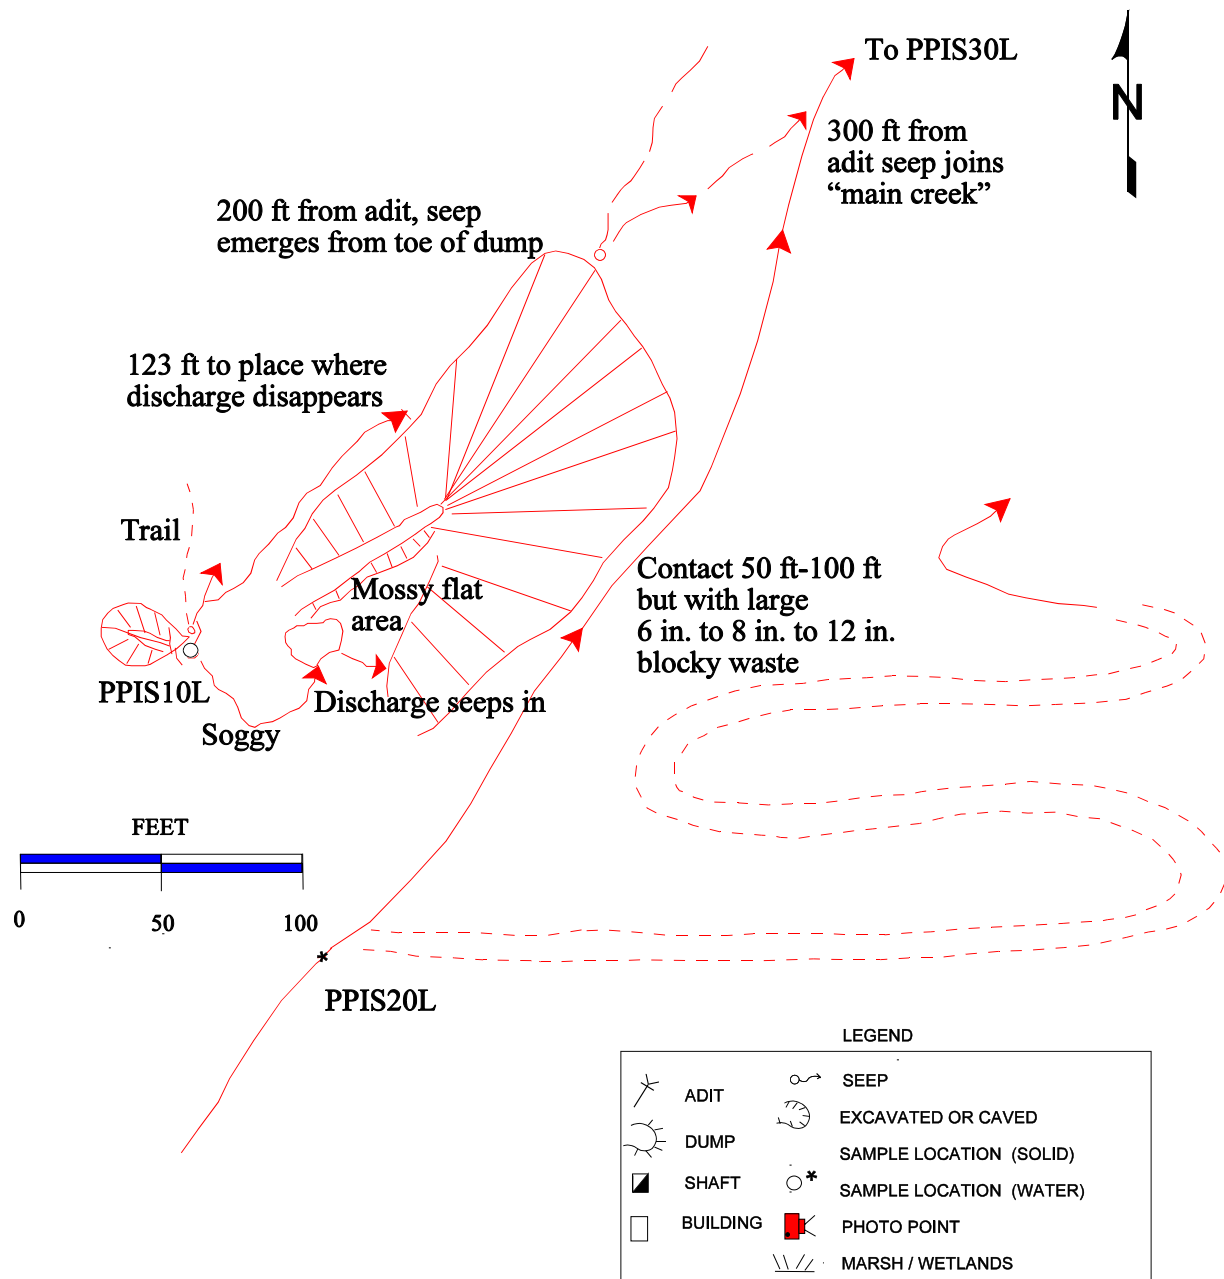 To PPIS30L
N
300 ft from
adit seep joins
“main creek”
200 ft from adit, seep
emerges from toe of dump
123 ft to place where
discharge disappears
Trail
Mossy flat
area
Contact 50 ft-100 ft
but with large
6 in. to 8 in. to 12 in.
blocky waste
PPIS10L
Discharge seeps in
Soggy
FEET
0 50 100
PPIS20L
LEGEND
ADIT
DUMP
SHAFT
BUILDING
SEEP
EXCAVATED OR CAVED
SAMPLE LOCATION (SOLID)
SAMPLE LOCATION (WATER)
PHOTO POINT
MARSH / WETLANDS